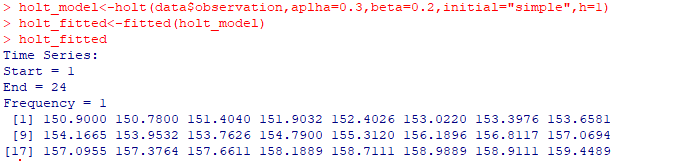 > holt_model<-holt(data$observation,aplha=0.3,beta=0.2,initial="simple",h=1)
> holt_fitted<-fitted(holt_model)
> holt_fitted
Time Series:
Start = 1
End = 24
Frequency = 1
[1] 150.9000 150.7800 151.4040 151.9032 152.4026 153.0220 153.3976 153.6581
[9] 154.1665 153.9532 153.7626 154.7900 155.3120 156.1896 156.8117 157.0694
[17] 157.0955 157.3764 157.6611 158.1889 158.7111 158.9889 158.9111 159.4489